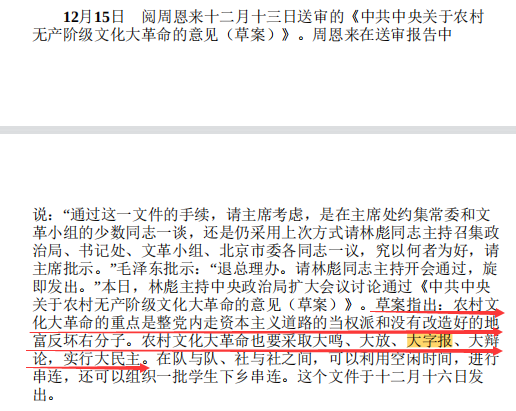 12月15日　阅周恩来十二月十三日送审的《中共中央关于农村
无产阶级文化大革命的意见（草案）》。周恩来在送审报告中
说：“通过这一文件的手续，请主席考虑，是在主席处约集常委和文
革小组的少数同志一谈，还是仍采用上次方式请林彪同志主持召集政
治局、书记处、文革小组、北京市委各同志一议，究以何者为好，请
主席批示。”毛泽东批示：“退总理办。请林彪同志主持开会通过，旋
即发出。”本日，林彪主持中央政治局扩大会议讨论通过《中共中央
关于农村无产阶级文化大革命的意见（草案）》。草案指出：农村文
化大革命的重点是整党内走资本主义道路的当权派和没有改造好的地
富反坏右分子。农村文化大革命也要采取大鸣、大放、大字报、大辩
论，实行大民主。在队与队、社与社之间，可以利用空闲时间，进行
串连，还可以组织一批学生下乡串连。这个文件于十二月十六日发
出。